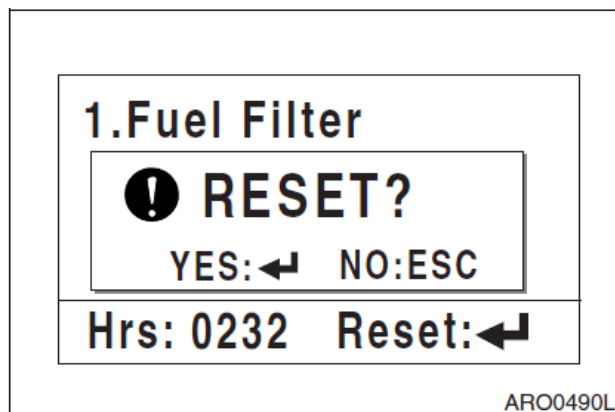 1.Fuel Filter
! RESET?
YES:↵ NO:ESC
Hrs: 0232 Reset:↵
ARO0490L